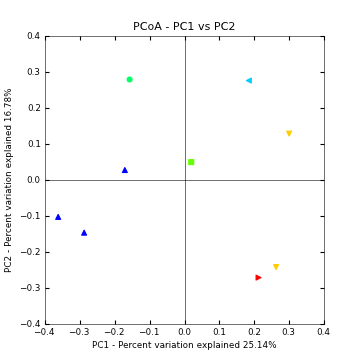 PCoA - PC1 vs PC2
0.4
0.3
0.2
0.1
0.0
−0.1
−0.2
−0.3
−0.4
PC2 - Percent variation explained 16.78%
−0.4 −0.3 −0.2 −0.1 0.0 0.1 0.2 0.3 0.4
PC1 - Percent variation explained 25.14%